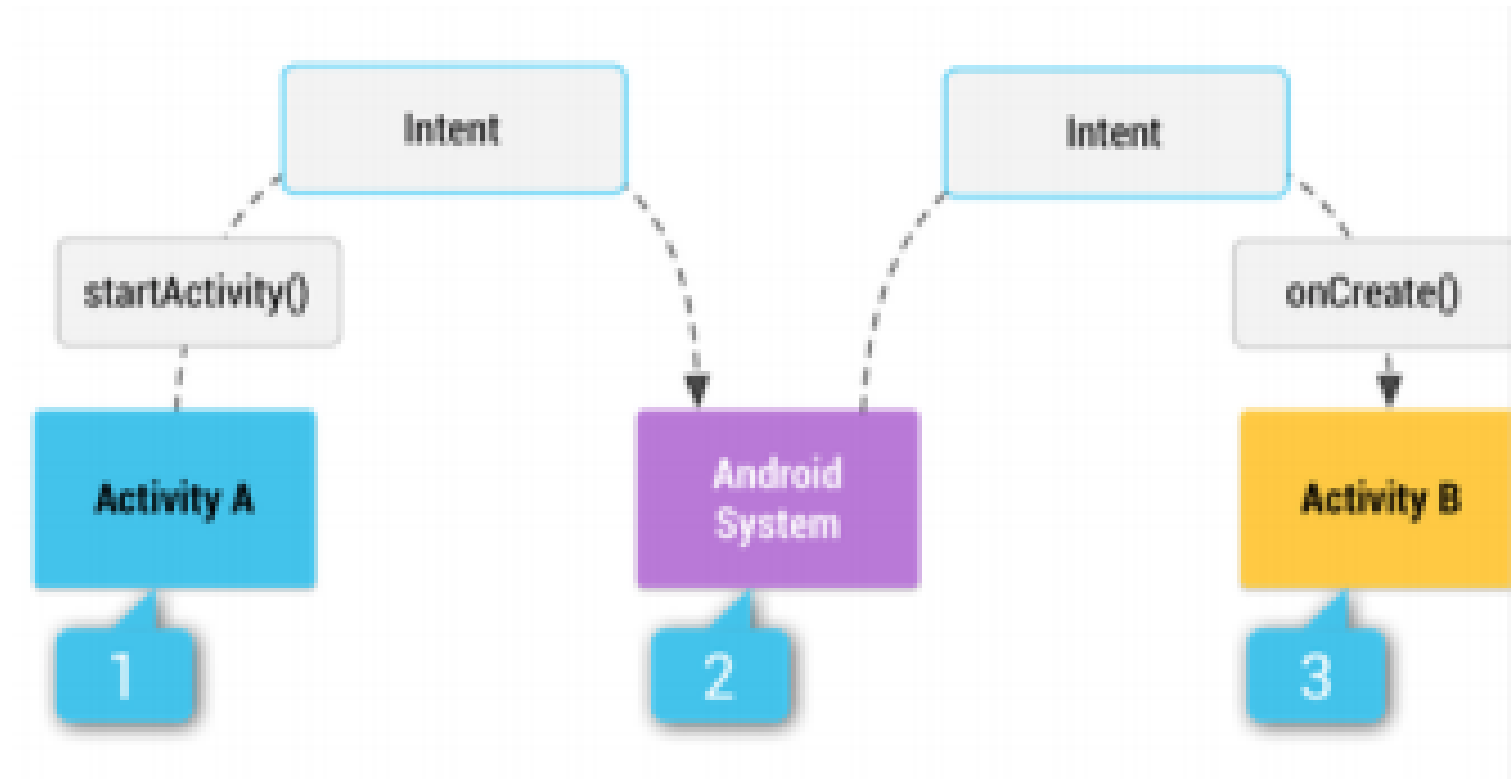 Intent
Intent
startActivity()
onCreate()
Activity A
Android
System
Activity B
1
2
3